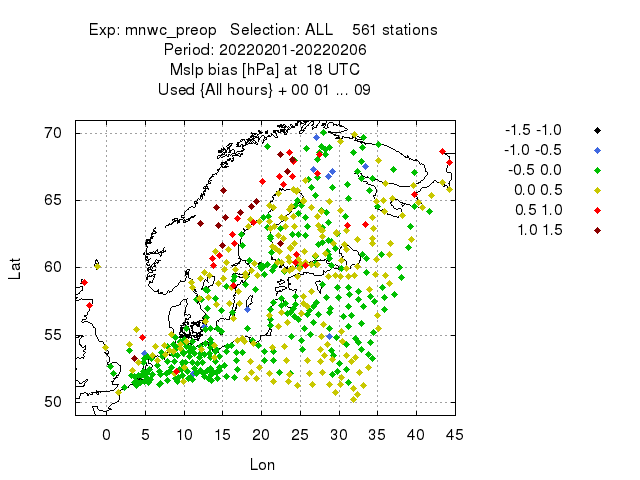 Exp: mnwc_preop Selection: ALL 561 stations
Period: 20220201-20220206
Mslp bias [hPa] at 18 UTC
Used {All hours} + 00 01 ... 09
70
65
60
55
50
Lat
0 5 10 15 20 25 30 35 40 45
Lon
-1.5 -1.0
-1.0 -0.5
-0.5 0.0
0.0 0.5
0.5 1.0
1.0 1.5